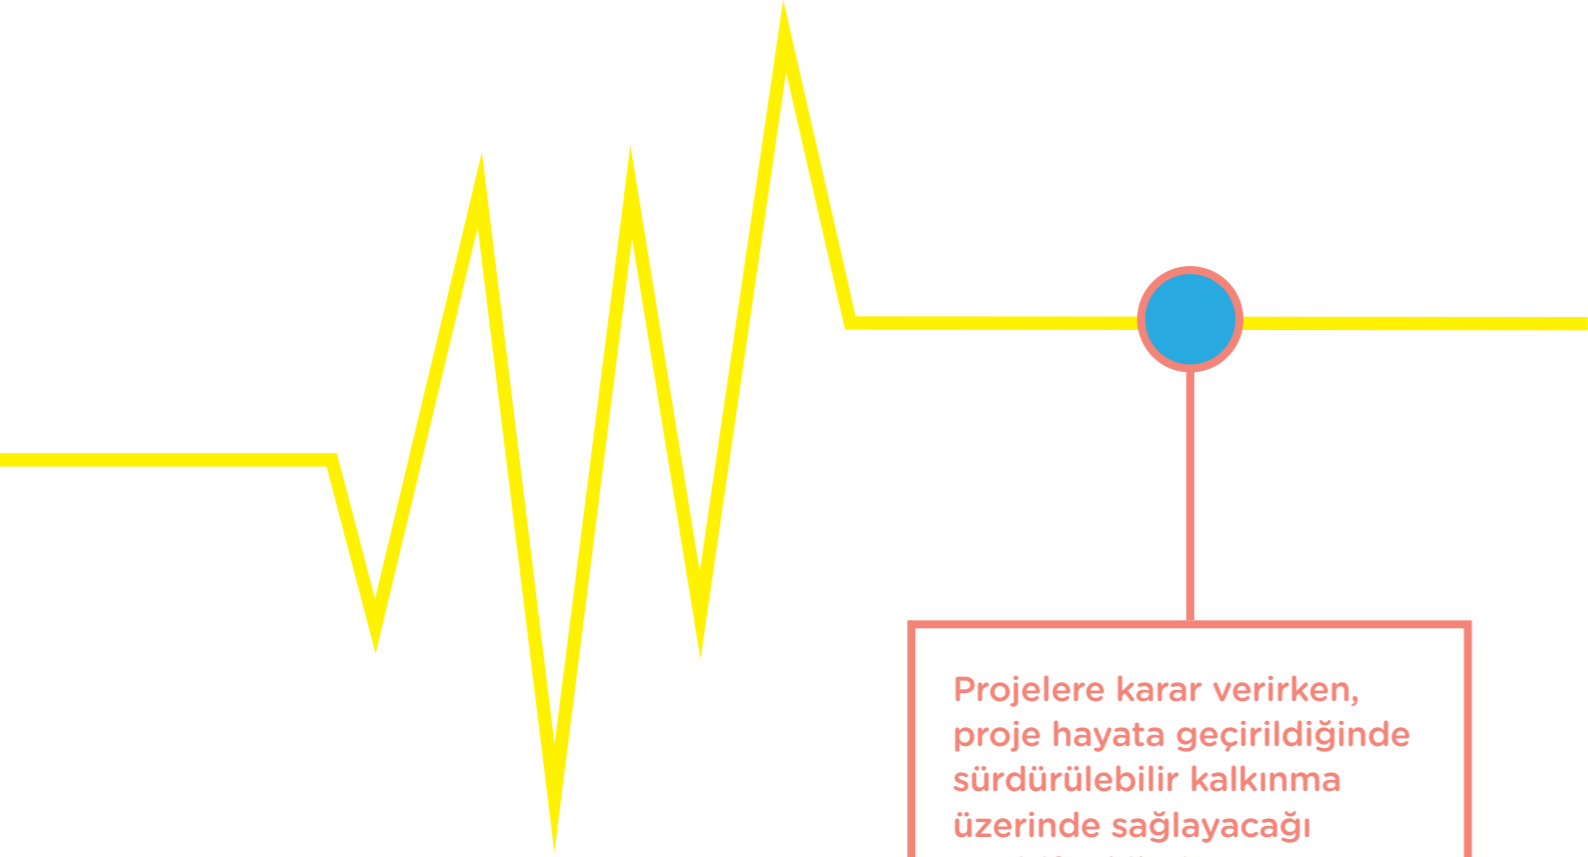 Projelere karar verirken,
proje hayata geçirildiğinde
sürdürülebilir kalkınma
üzerinde sağlayacağı